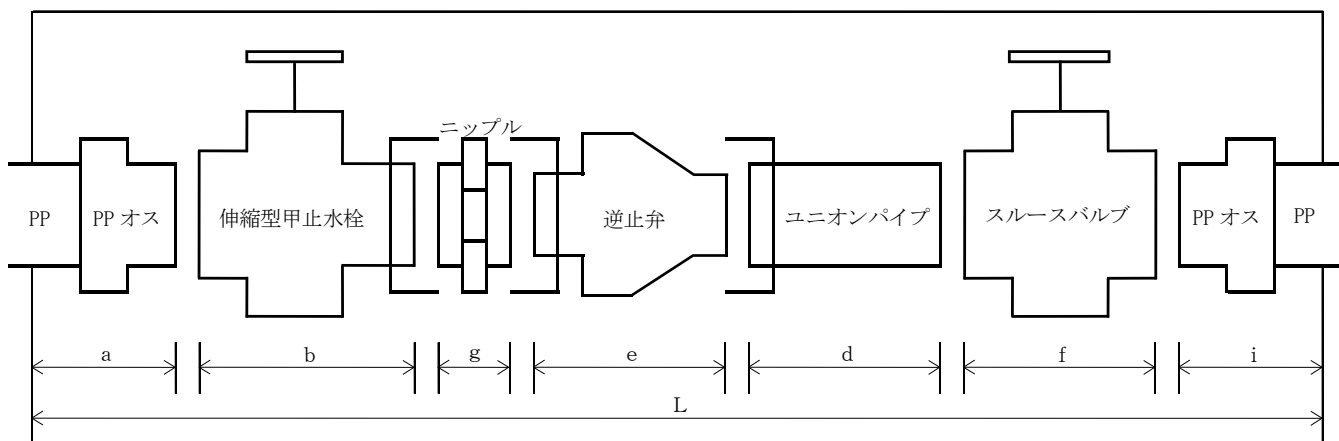 ニップル
PP
PP オス
伸縮型甲止水栓
逆止弁
ユニオンパイプ
スルースバルブ
PP オス
PP
a
b
g
e
d
f
i
L